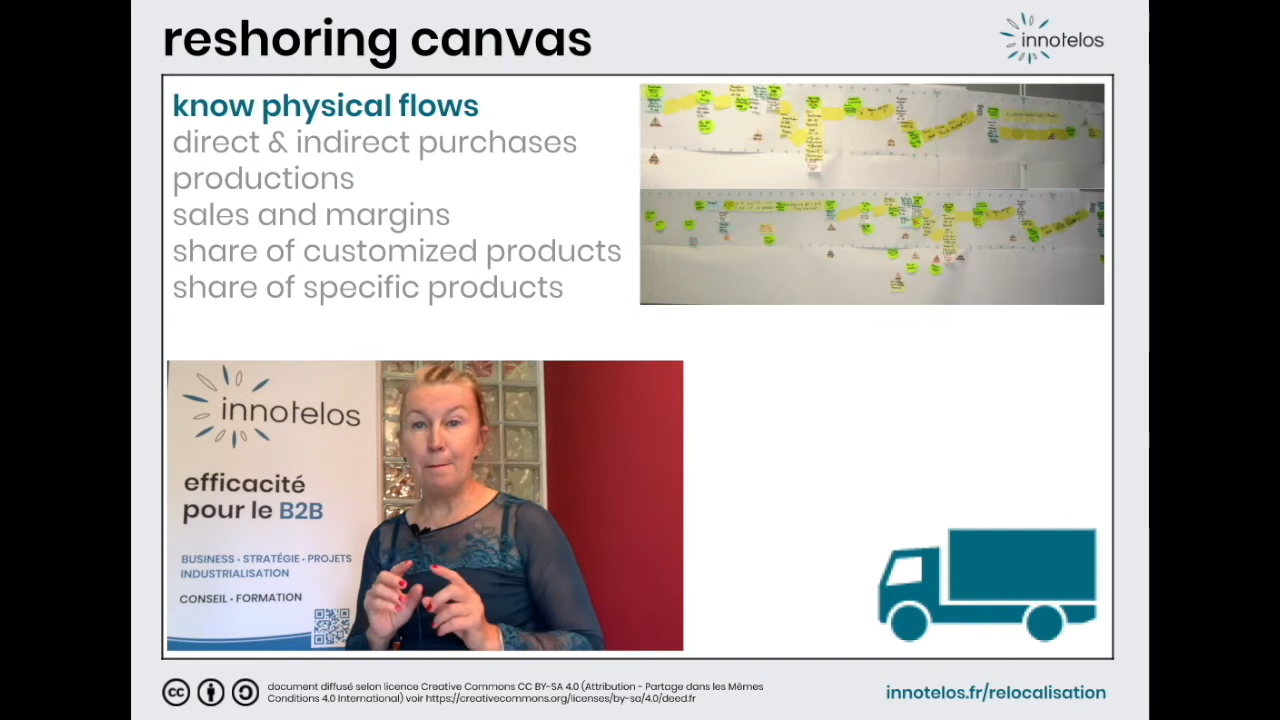 reshoring canvas
innotelos
know physical flows
direct & indirect purchases
productions
sales and margins
share of customized products
share of specific products
innotelos
efficacité
pour le B2B
BUSINESS • STRATÉGIE • PROJETS
INDUSTRIALISATION
CONSEIL • FORMATION
cc
document diffusé selon licence Creative Commons CC BY-SA 4.0 (Attribution - Partage dans les Mêmes
Conditions 4.0 International) voir https://creativecommons.org/licenses/by-sa/4.0/deed.fr
innotelos.fr/relocalisation